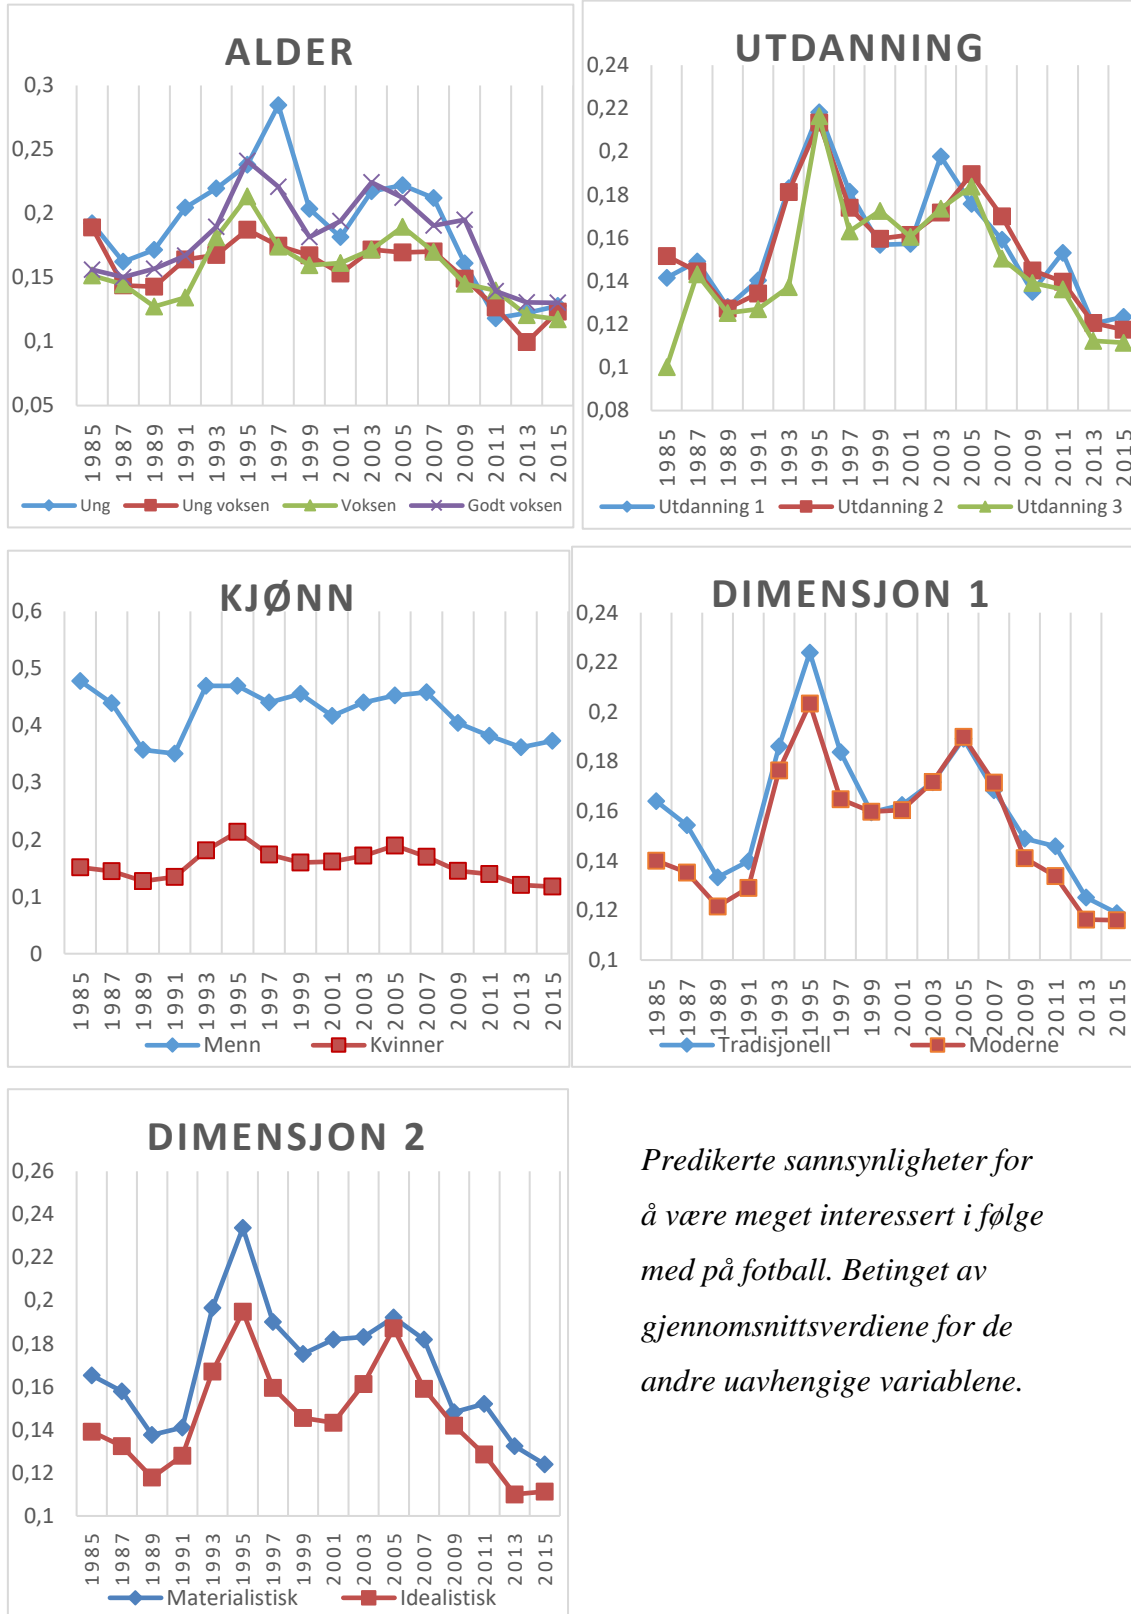 ALDER
0,3
0,25
0,2
0,15
0,1
0,05
1985 1987 1989 1991 1993 1995 1997 1999 2001 2003 2005 2007 2009 2011 2013 2015
Ung Ung voksen Voksen Godt voksen
UTDANNING
0,24
0,22
0,2
0,18
0,16
0,14
0,12
0,1
0,08
1985 1987 1989 1991 1993 1995 1997 1999 2001 2003 2005 2007 2009 2011 2013 2015
Utdanning 1 Utdanning 2 Utdanning 3
KJØNN
0,6
0,5
0,4
0,3
0,2
0,1
0
1985 1987 1989 1991 1993 1995 1997 1999 2001 2003 2005 2007 2009 2011 2013 2015
Menn Kvinner
DIMENSJON 1
0,24
0,22
0,2
0,18
0,16
0,14
0,12
0,1
1985 1987 1989 1991 1993 1995 1997 1999 2001 2003 2005 2007 2009 2011 2013 2015
Tradisjonell Moderne
DIMENSJON 2
0,26
0,24
0,22
0,2
0,18
0,16
0,14
0,12
0,1
1985 1987 1989 1991 1993 1995 1997 1999 2001 2003 2005 2007 2009 2011 2013 2015
Materialistisk Idealistisk
Predikerte sannsynligheter for
å være meget interessert i følge
med på fotball. Betinget av
gjennomsnittsverdiene for de
andre uavhengige variablene.